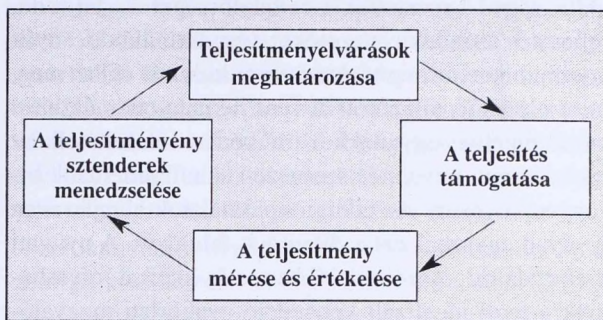 Teljesítményelvárások
meghatározása
A teljesítés
támogatása
A teljesítmény
mérése és értékelése
A teljesítményény
sztenderek
menedzselése